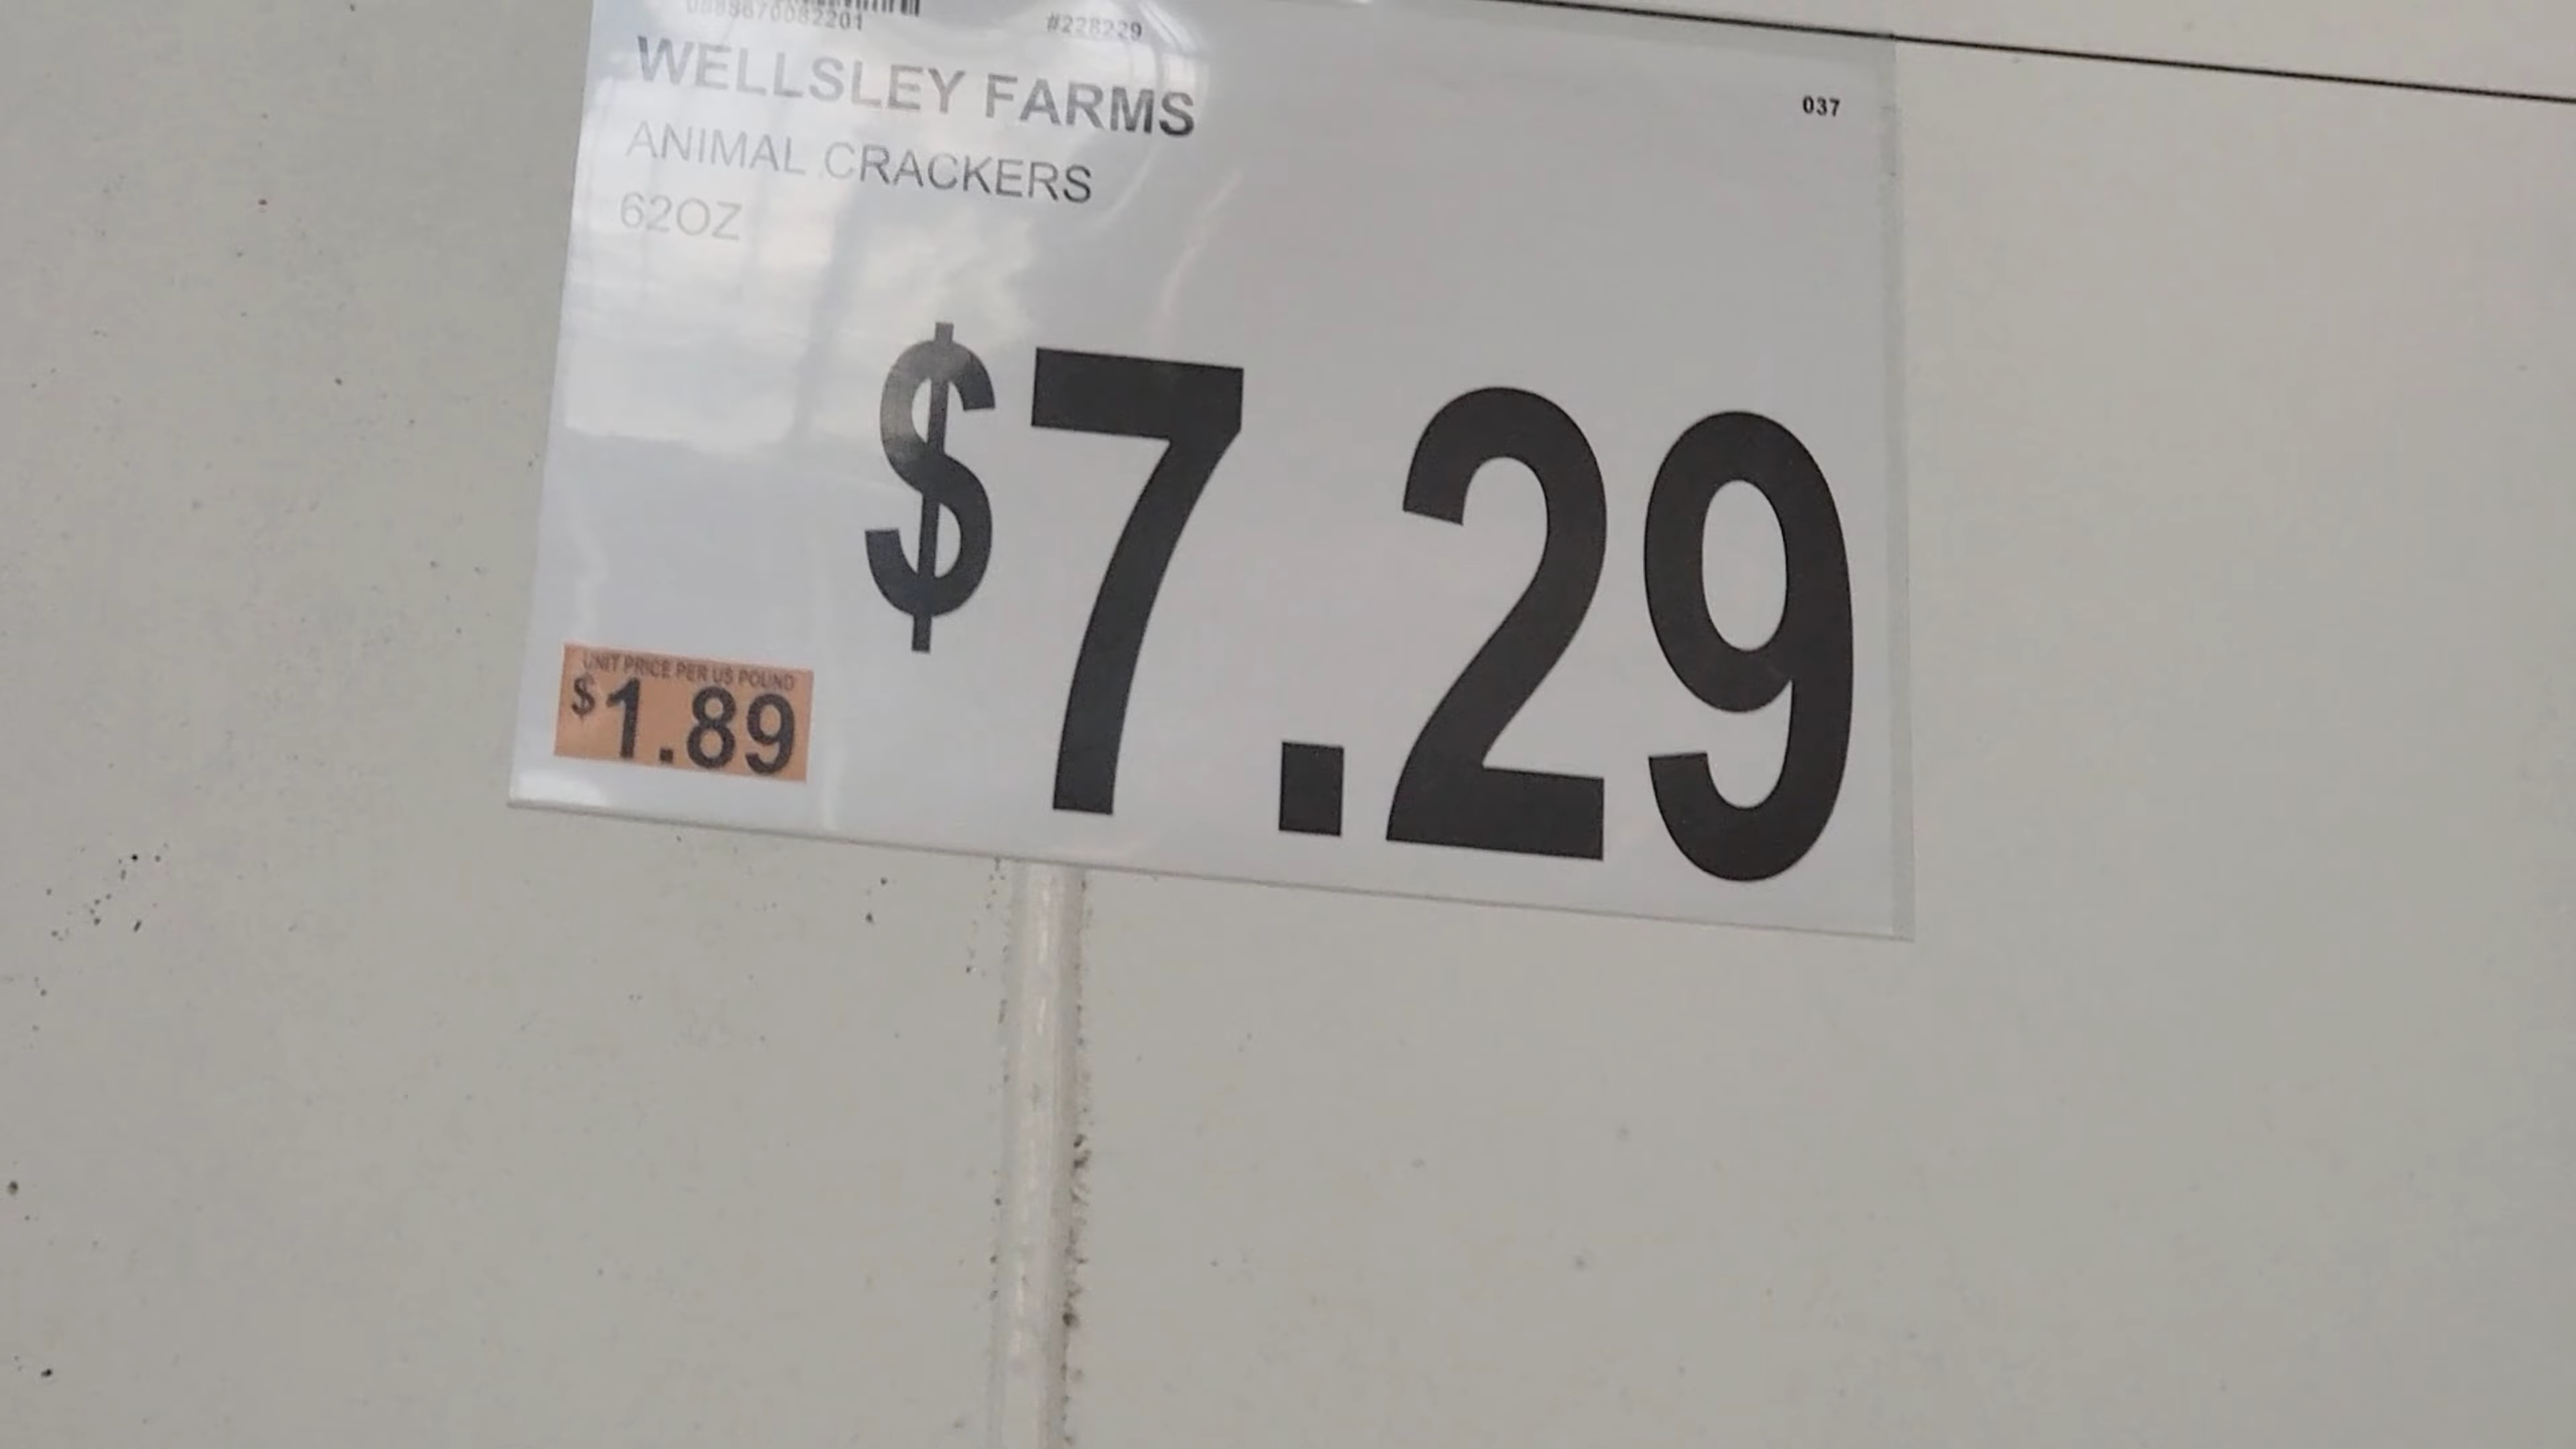 #228229
WELLSLEY FARMS
037
ANIMAL CRACKERS
62OZ
$7.29
UNIT PRICE PER US POUND
$1.89